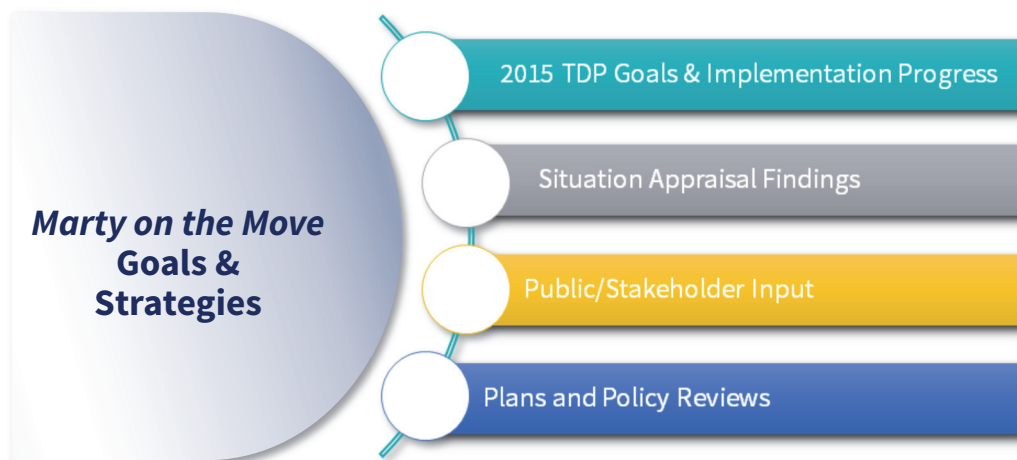 Marty on the Move
Goals &
Strategies
2015 TDP Goals & Implementation Progress
Situation Appraisal Findings
Public/Stakeholder Input
Plans and Policy Reviews